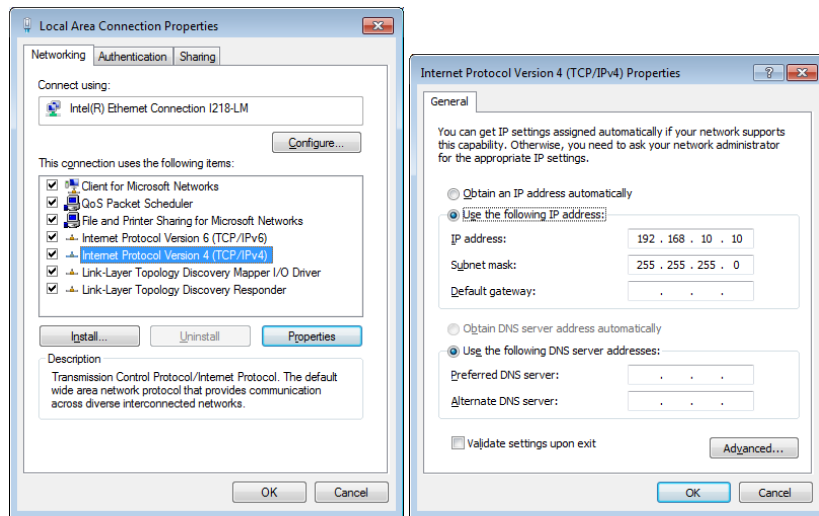 Local Area Connection Properties
Networking Authentication Sharing
Connect using:
Intel(R) Ethernet Connection I218-LM
Configure...
This connection uses the following items:
Client for Microsoft Networks
QoS Packet Scheduler
File and Printer Sharing for Microsoft Networks
Internet Protocol Version 6 (TCP/IPv6)
Internet Protocol Version 4 (TCP/IPv4)
Link-Layer Topology Discovery Mapper I/O Driver
Link-Layer Topology Discovery Responder
Install... Uninstall Properties
Description
Transmission Control Protocol/Internet Protocol. The default
wide area network protocol that provides communication
across diverse interconnected networks.
OK Cancel
Internet Protocol Version 4 (TCP/IPv4) Properties
General
You can get IP settings assigned automatically if your network supports
this capability. Otherwise, you need to ask your network administrator
for the appropriate IP settings.
Obtain an IP address automatically
Use the following IP address:
IP address: 192 . 168 . 10 . 10
Subnet mask: 255 . 255 . 255 . 0
Default gateway: . . .
Obtain DNS server address automatically
Use the following DNS server addresses:
Preferred DNS server: . . .
Alternate DNS server: . . .
Validate settings upon exit
Advanced...
OK Cancel